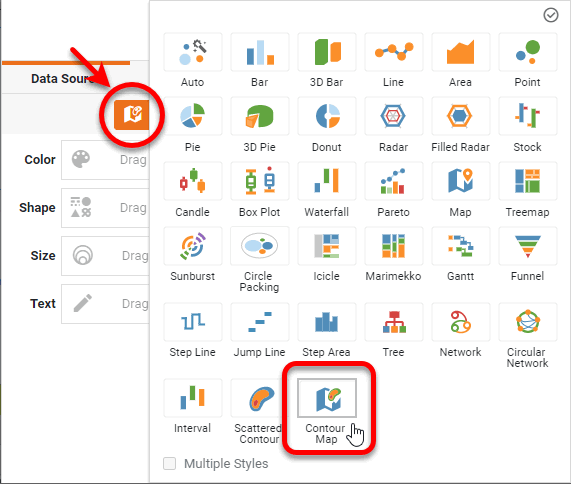 Data Sour
Color Drag
Shape Drag
Size Drag
Text Drag
Auto Bar 3D Bar Line Area Point
Pie 3D Pie Donut Radar Filled Radar Stock
Candle Box Plot Waterfall Pareto Map Treemap
Sunburst Circle Packing Icicle Marimekko Gantt Funnel
Step Line Jump Line Step Area Tree Network Circular Network
Interval Scattered Contour Contour Map
Multiple Styles